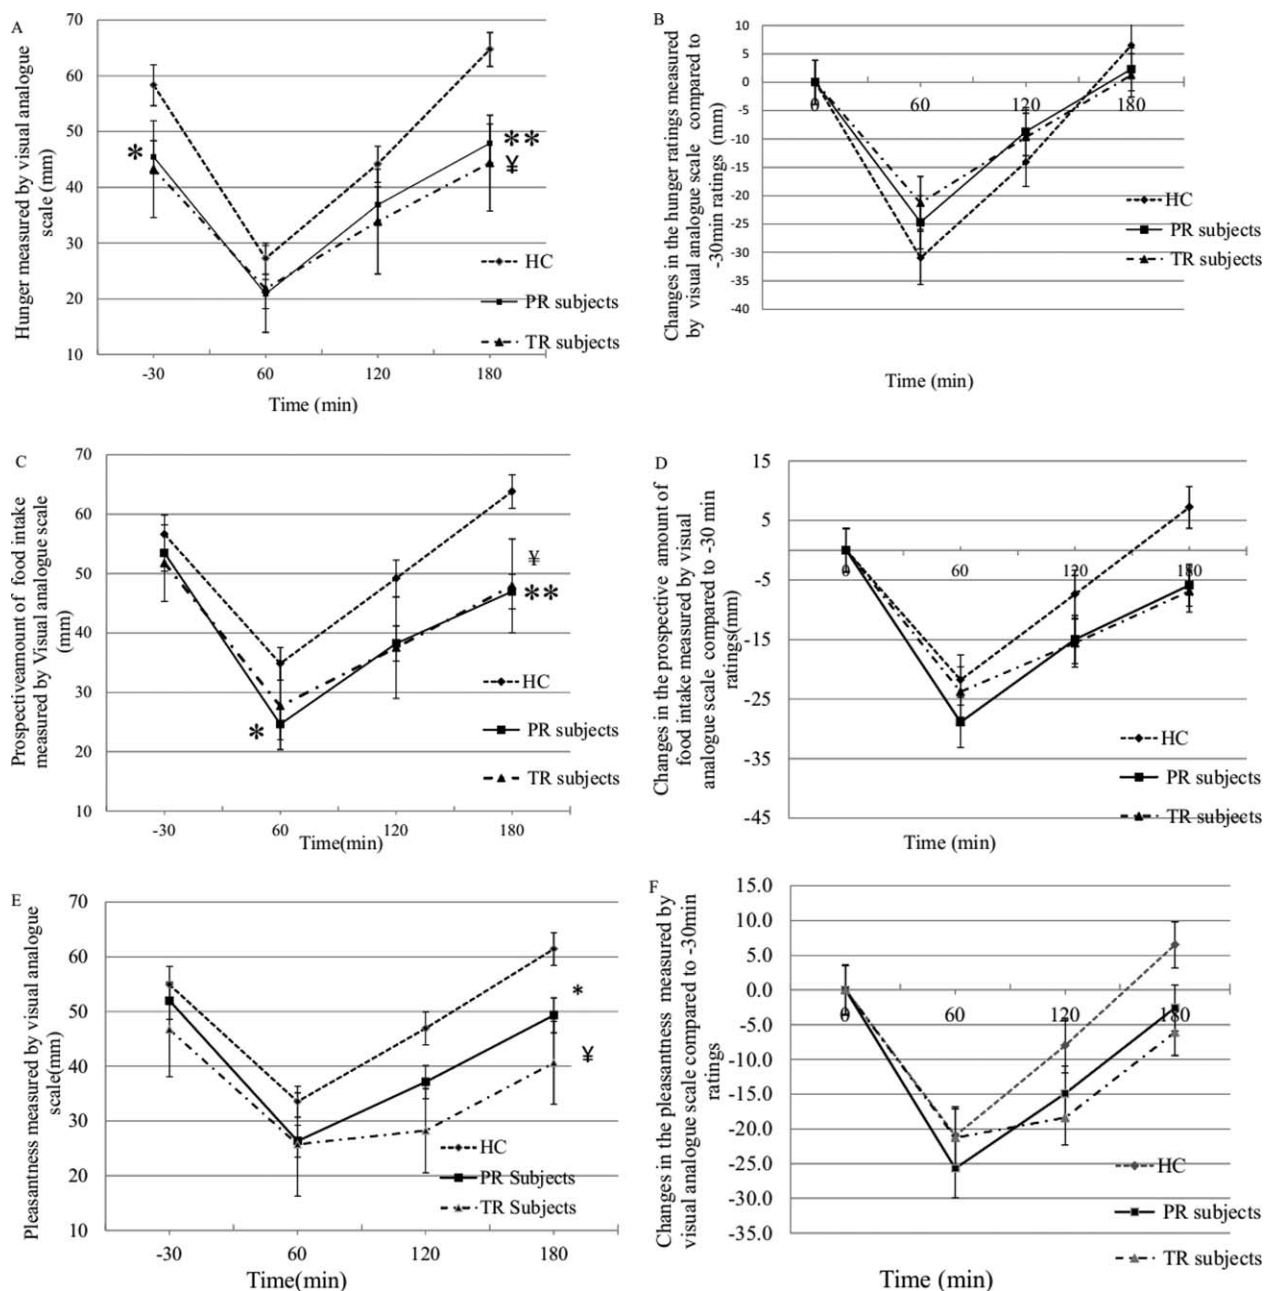 A
70
60
50
40
30
20
10
-30
60
120
180
Hunger measured by visual analogue
scale (mm)
Time (min)
*
**
¥
HC
PR subjects
TR subjects
B
10
5
0
-5
-10
-15
-20
-25
-30
-35
-40
0
60
120
180
Changes in the hunger ratings measured
by visual analogue scale compared to
-30min ratings (mm)
Time (min)
HC
PR subjects
TR subjects
C
70
60
50
40
30
20
10
-30
60
120
180
Prospectiveamount of food intake
measured by Visual analogue scale
(mm)
Time(min)
*
¥
**
HC
PR subjects
TR subjects
D
15
5
-5
-15
-25
-35
-45
0
60
120
180
Changes in the prospective amount of
food intake measured by visual
analogue scale compared to -30 min
ratings(mm)
Time (min)
HC
PR subjects
TR subjects
E
70
60
50
40
30
20
10
-30
60
120
180
Pleasantness measured by visual analogue
scale(mm)
Time(min)
*
¥
HC
PR Subjects
TR Subjects
F
15.0
10.0
5.0
0.0
-5.0
-10.0
-15.0
-20.0
-25.0
-30.0
-35.0
0
60
120
180
Changes in the pleasantness measured by
visual analogue scale compared to -30min
ratings
Time (min)
HC
PR subjects
TR subjects